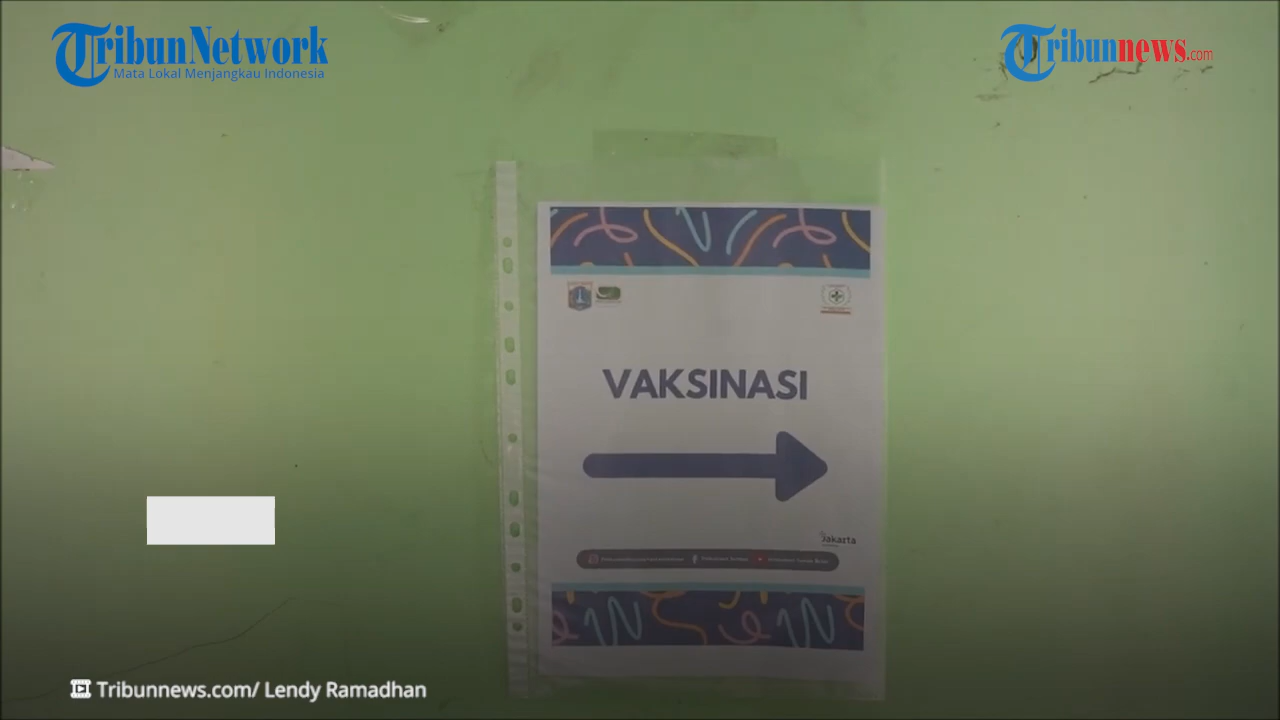 TribunNetwork
Mata Lokal Menjangkau Indonesia
Tribunnews.com
VAKSINASI
Jakarta
Tribunnews.com/ Lendy Ramadhan